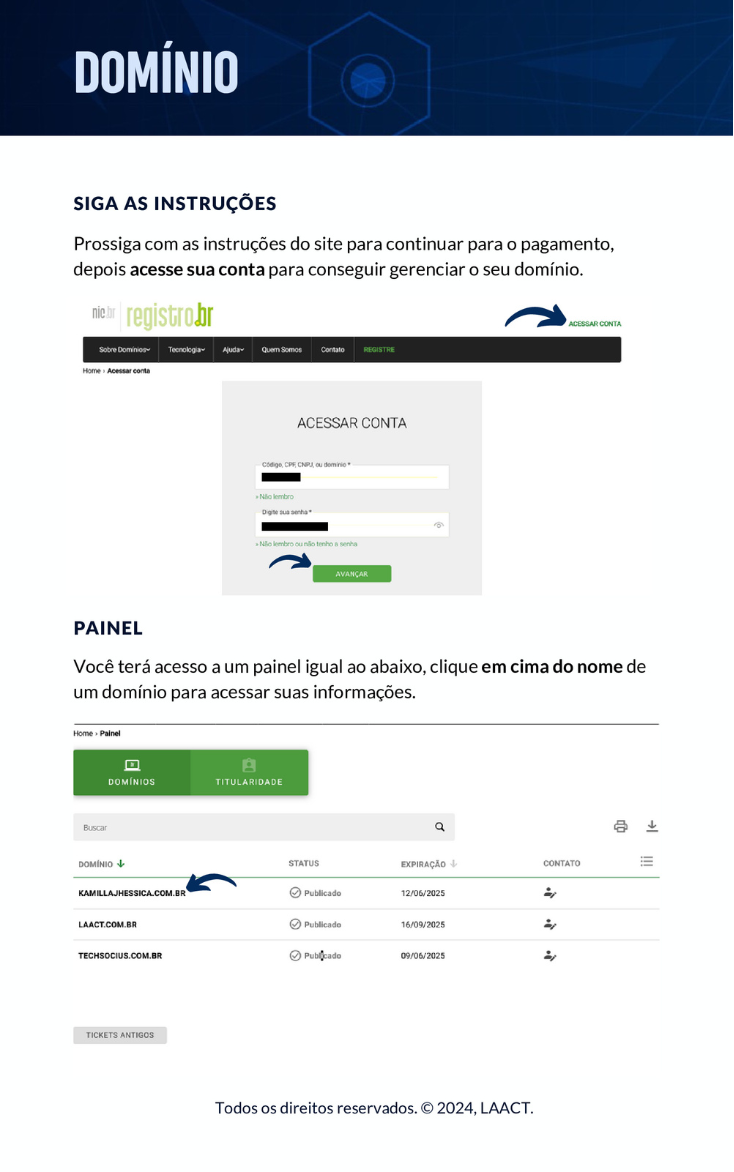 DOMÍNIO
SIGA AS INSTRUÇÕES
Prossiga com as instruções do site para continuar para o pagamento,
depois acesse sua conta para conseguir gerenciar o seu domínio.
nic.br registro.br
ACESSAR CONTA
Sobre Domínios Tecnologia Ajuda Quem Somos Contato REGISTRE
Home › Acessar conta
ACESSAR CONTA
Código, CPF, CNPJ, ou domínio *
» Não lembro
Digite sua senha *
» Não lembro ou não tenho a senha
AVANÇAR
PAINEL
Você terá acesso a um painel igual ao abaixo, clique em cima do nome de
um domínio para acessar suas informações.
Home › Painel
DOMÍNIOS TITULARIDADE
Buscar
DOMÍNIO STATUS EXPIRAÇÃO CONTATO
KAMILLAJHESSICA.COM.BR Publicado 12/06/2025
LAACT.COM.BR Publicado 16/09/2025
TECHSOCIUS.COM.BR Publicado 09/06/2025
TICKETS ANTIGOS
Todos os direitos reservados. © 2024, LAACT.